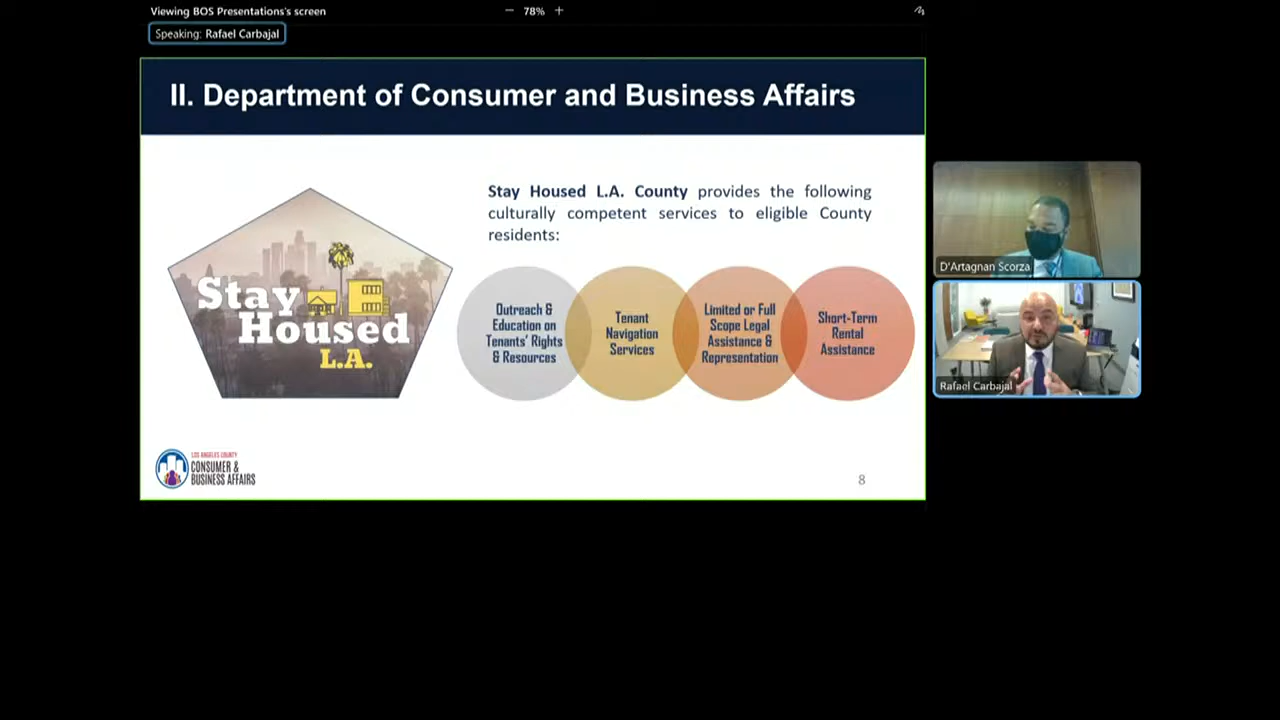 Viewing BOS Presentations's screen
— 78% +
Speaking: Rafael Carbajal
II. Department of Consumer and Business Affairs
Stay Housed L.A. County provides the following
culturally competent services to eligible County
residents:
Stay
Housed
L.A.
Outreach &
Education on
Tenants' Rights
& Resources
Tenant
Navigation
Services
Limited or Full
Scope Legal
Assistance &
Representation
Short-Term
Rental
Assistance
LOS ANGELES COUNTY
CONSUMER &
BUSINESS AFFAIRS
8
D'Artagnan Scorza
Rafael Carbajal